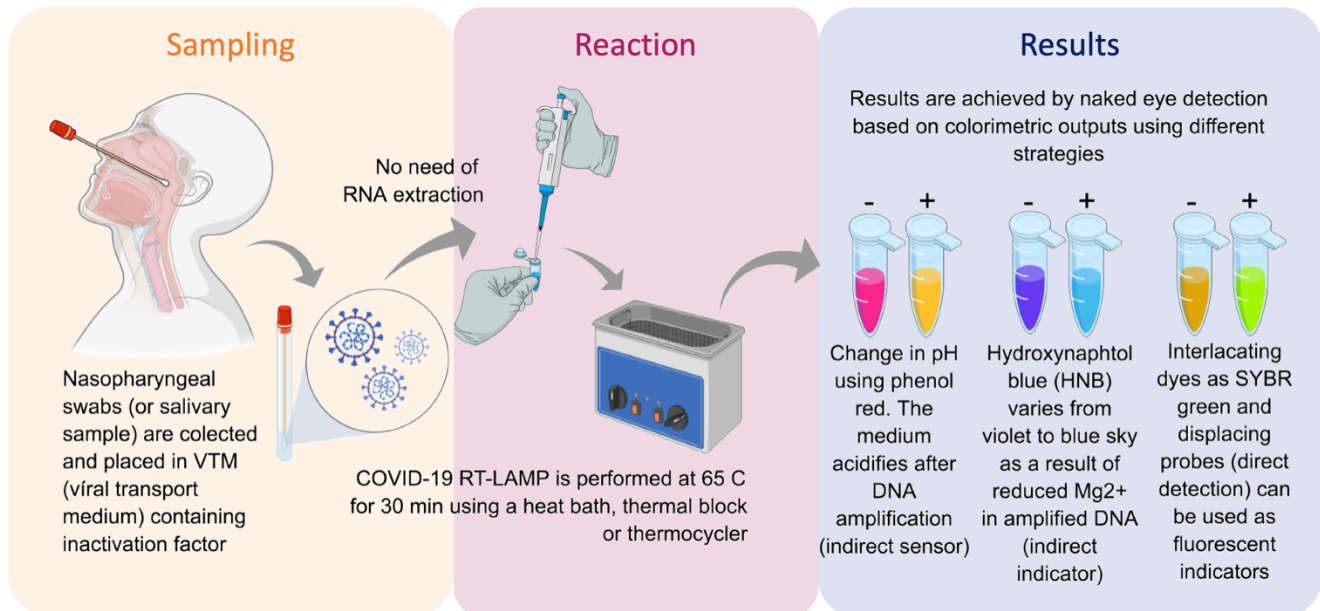 Sampling
Nasopharyngeal
swabs (or salivary
sample) are colected
and placed in VTM
(víral transport
medium) containing
inactivation factor
No need of
RNA extraction
Reaction
COVID-19 RT-LAMP is performed at 65 C
for 30 min using a heat bath, thermal block
or thermocycler
Results
Results are achieved by naked eye detection
based on colorimetric outputs using different
strategies
- +
Change in pH
using phenol
red. The
medium
acidifies after
DNA
amplification
(indirect sensor)
- +
Hydroxynaphtol
blue (HNB)
varies from
violet to blue sky
as a result of
reduced Mg2+
in amplified DNA
(indirect
indicator)
- +
Interlacating
dyes as SYBR
green and
displacing
probes (direct
detection) can
be used as
fluorescent
indicators